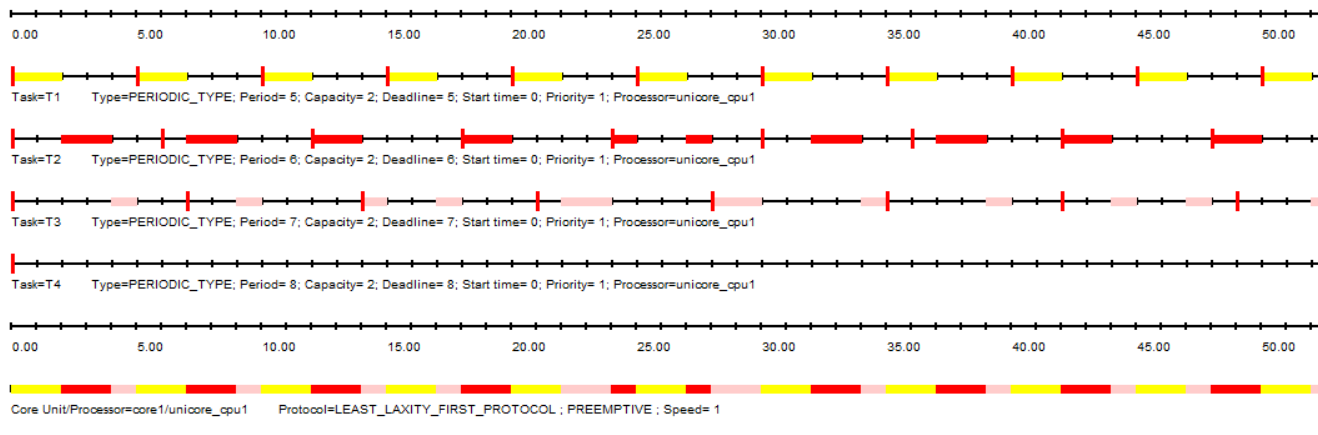 0.00 5.00 10.00 15.00 20.00 25.00 30.00 35.00 40.00 45.00 50.00
Task=T1 Type=PERIODIC_TYPE; Period= 5; Capacity= 2; Deadline= 5; Start time= 0; Priority= 1; Processor=unicore_cpu1
Task=T2 Type=PERIODIC_TYPE; Period= 6; Capacity= 2; Deadline= 6; Start time= 0; Priority= 1; Processor=unicore_cpu1
Task=T3 Type=PERIODIC_TYPE; Period= 7; Capacity= 2; Deadline= 7; Start time= 0; Priority= 1; Processor=unicore_cpu1
Task=T4 Type=PERIODIC_TYPE; Period= 8; Capacity= 2; Deadline= 8; Start time= 0; Priority= 1; Processor=unicore_cpu1
0.00 5.00 10.00 15.00 20.00 25.00 30.00 35.00 40.00 45.00 50.00
Core Unit/Processor=core1/unicore_cpu1 Protocol=LEAST_LAXITY_FIRST_PROTOCOL ; PREEMPTIVE ; Speed= 1